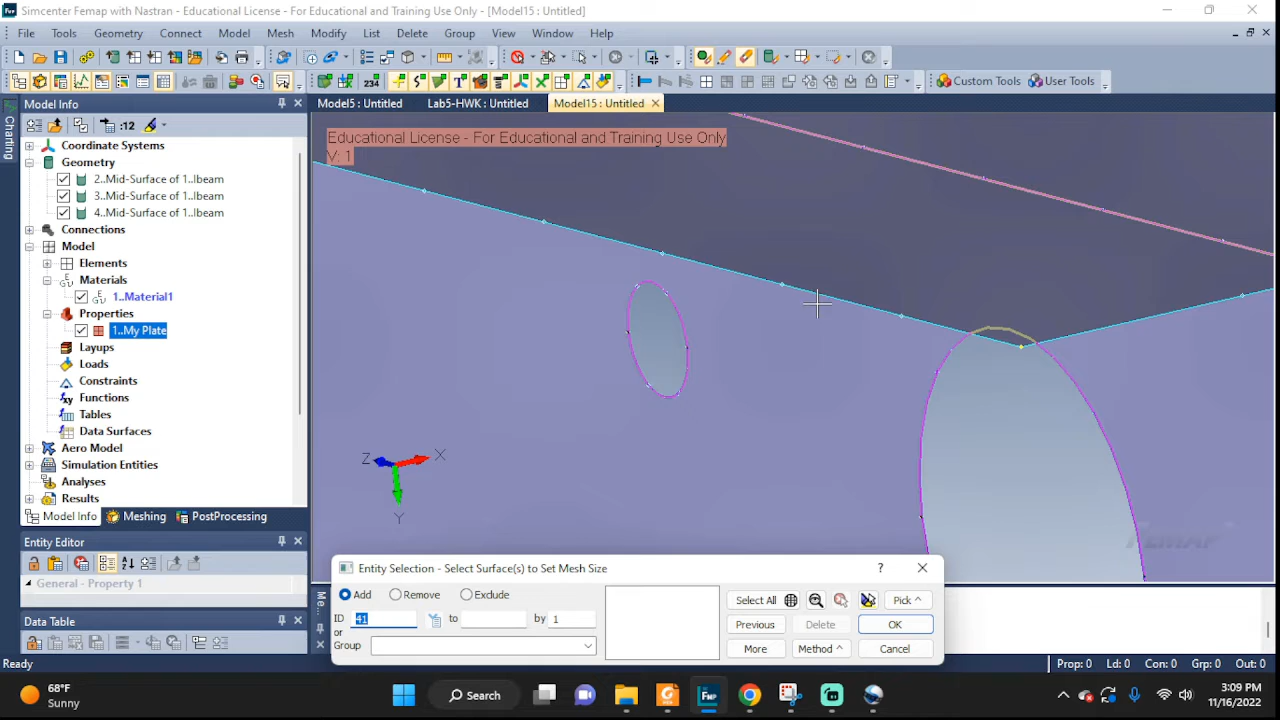 Simcenter Femap with Nastran - Educational License - For Educational and Training Use Only - [Model15 : Untitled]
File Tools Geometry Connect Model Mesh Modify List Delete Group View Window Help
234
Custom Tools User Tools
Charting
Model Info
:12
Coordinate Systems
Geometry
2..Mid-Surface of 1..Ibeam
3..Mid-Surface of 1..Ibeam
4..Mid-Surface of 1..Ibeam
Connections
Model
Elements
Materials
1..Material1
Properties
1..My Plate
Layups
Loads
Constraints
Functions
Tables
Data Surfaces
Aero Model
Simulation Entities
Analyses
Results
Model Info Meshing PostProcessing
Entity Editor
General - Property 1
Data Table
Model5 : Untitled Lab5-HWK : Untitled Model15 : Untitled
Educational License - For Educational and Training Use Only
V: 1
Z X
Y
FEMAP
Me...
Entity Selection - Select Surface(s) to Set Mesh Size
Add Remove Exclude
ID 41 to by 1
or
Group
Select All Pick ^
Previous Delete OK
More Method ^ Cancel
Ready
Prop: 0 Ld: 0 Con: 0 Grp: 0 Out: 0
68°F
Sunny
Search
FMP
3:09 PM
11/16/2022